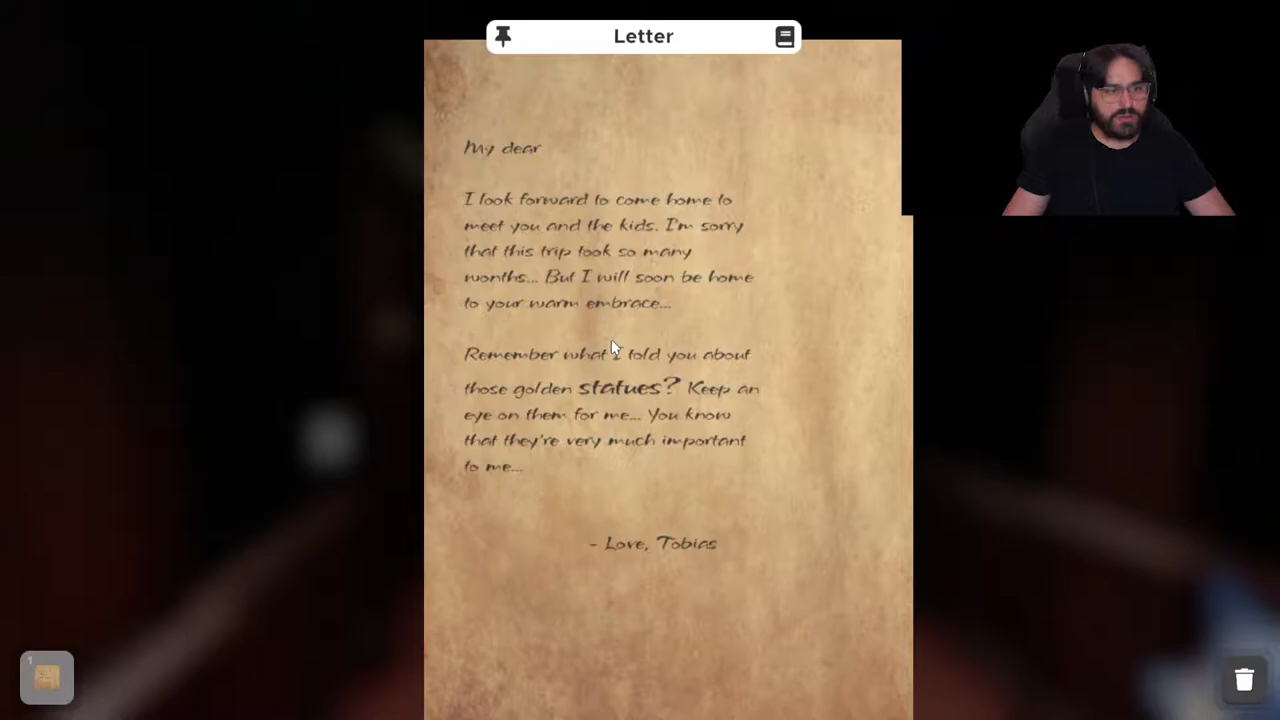 Letter
My dear
I look forward to come home to
meet you and the kids. I'm sorry
that this trip took so many
months... But I will soon be home
to your warm embrace...
Remember what I told you about
those golden statues? Keep an
eye on them for me... You know
that they're very much important
to me...
- Love, Tobias
1